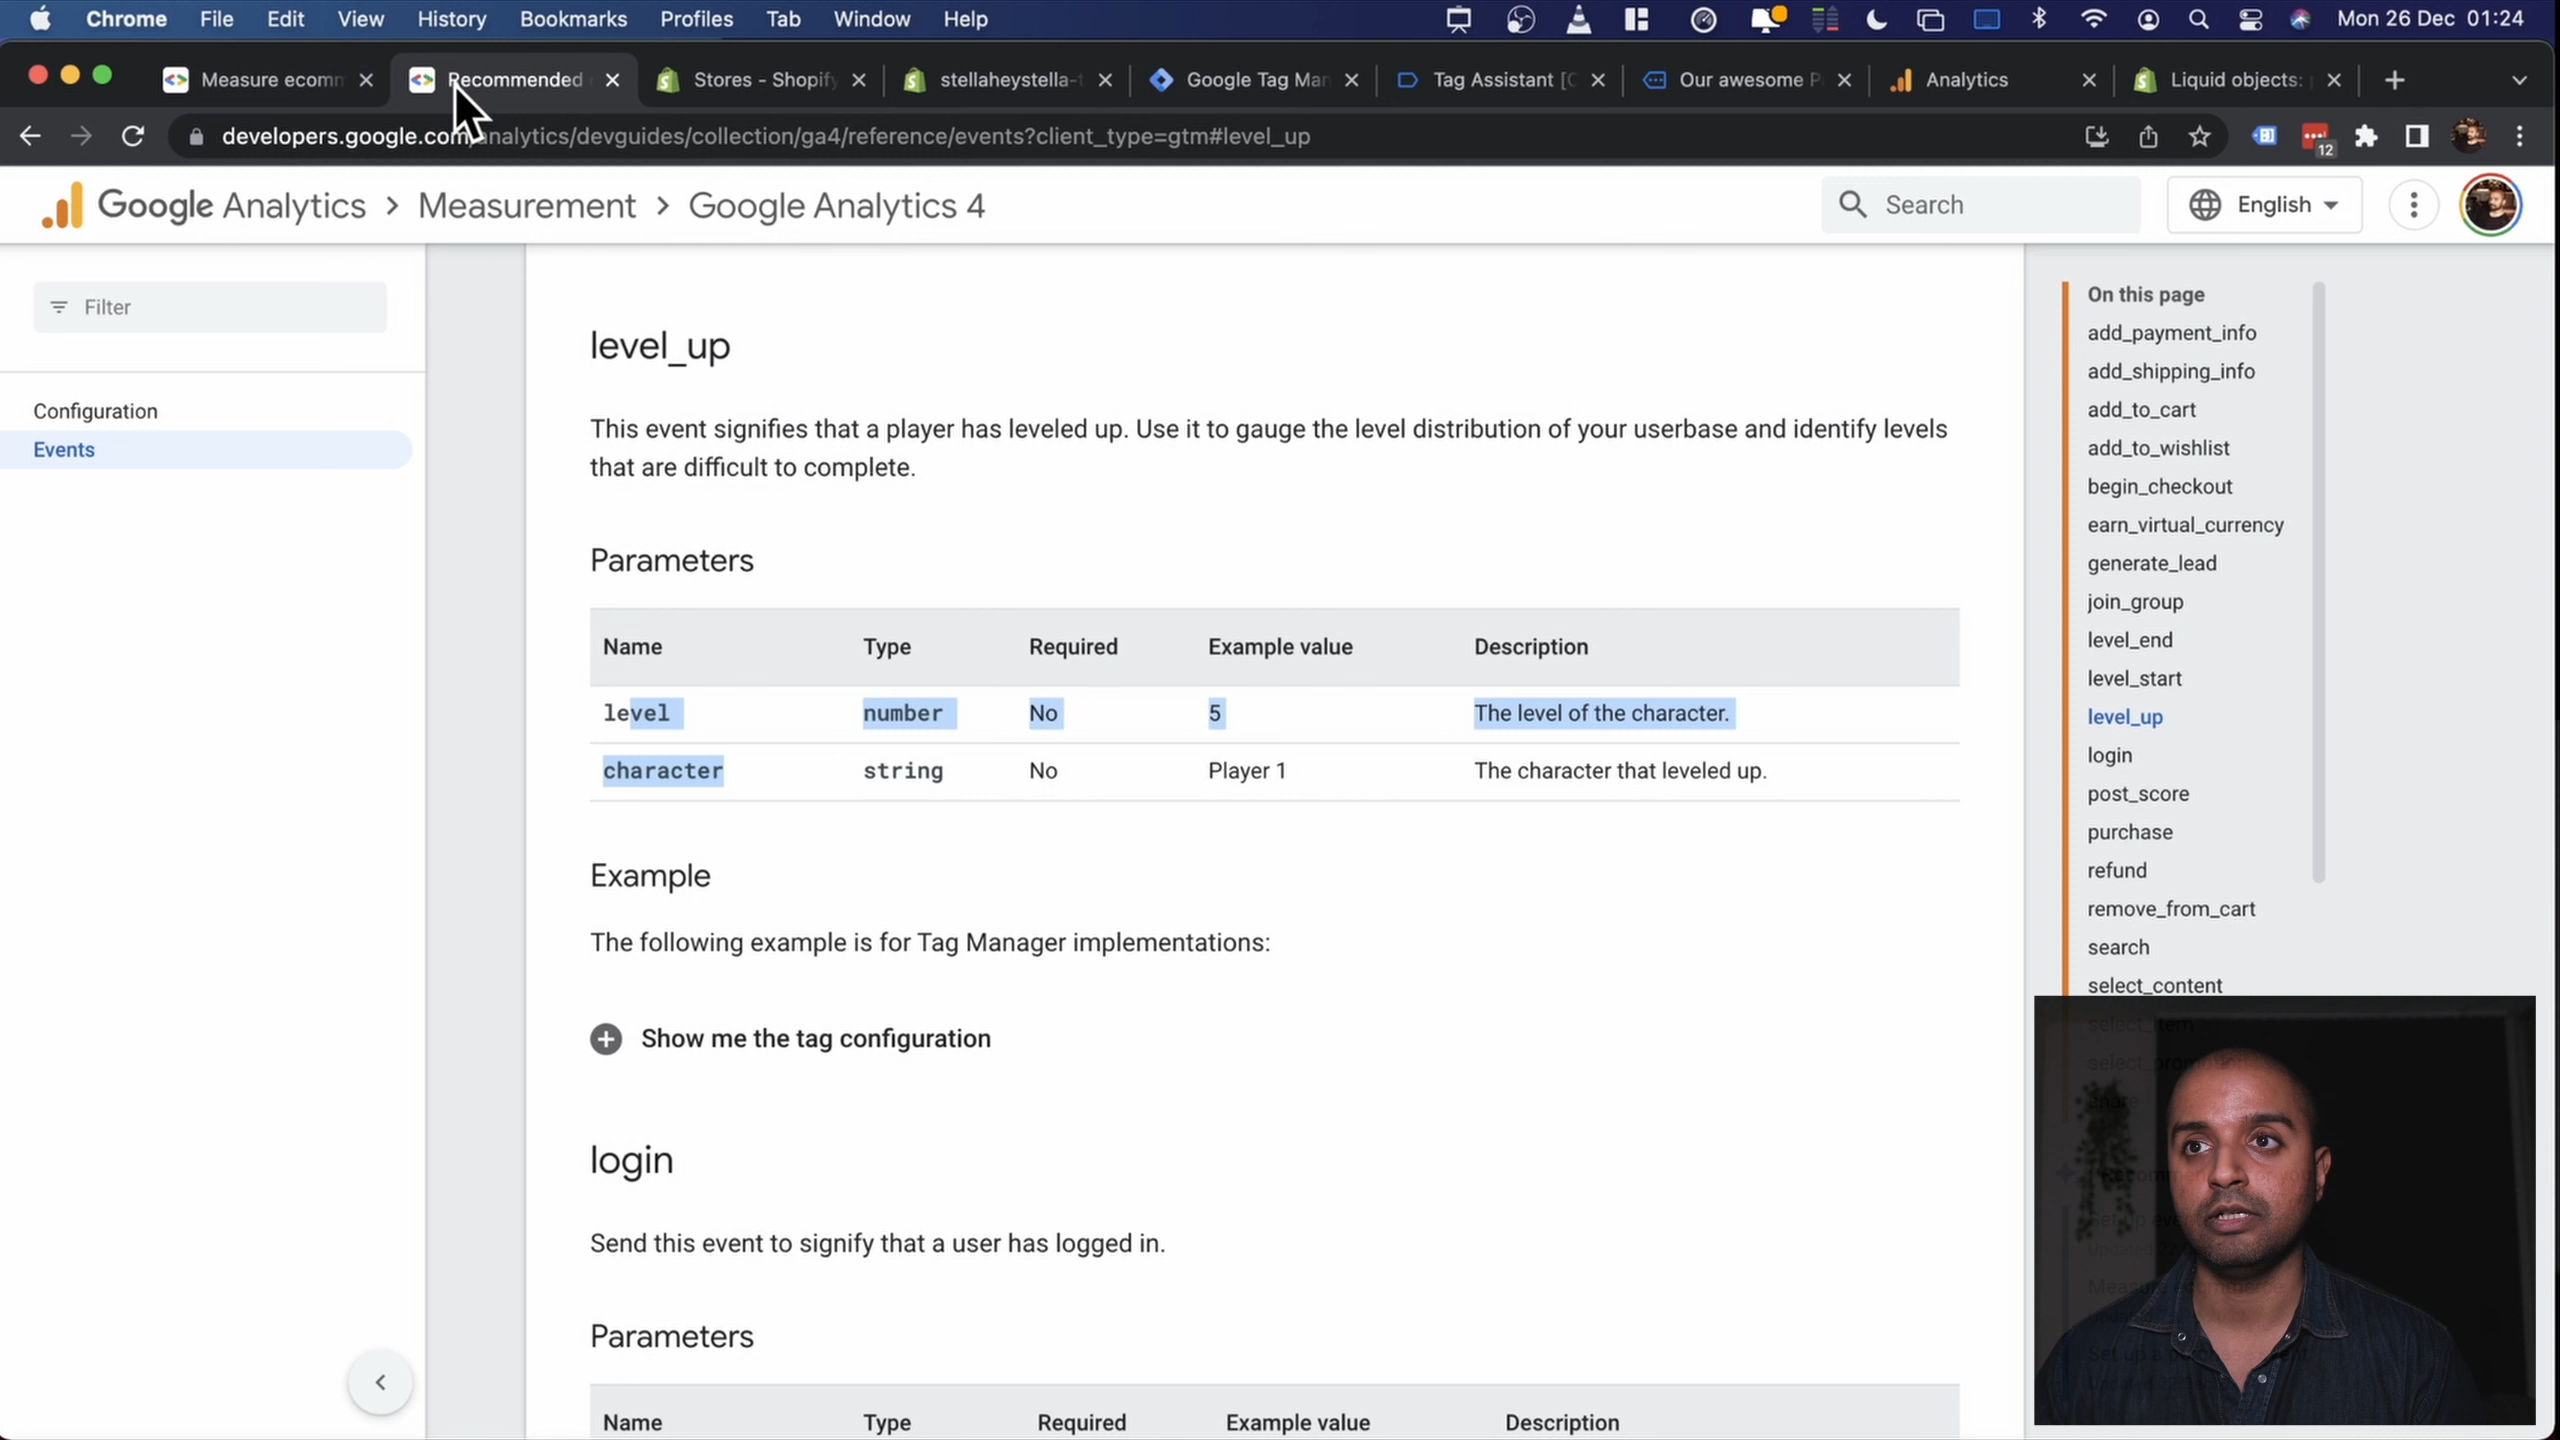 Chrome File Edit View History Bookmarks Profiles Tab Window Help Mon 26 Dec 01:24
Measure ecomm Recommended Stores - Shopify stellaheystella-t Google Tag Man Tag Assistant [C Our awesome P Analytics Liquid objects: p
developers.google.com/analytics/devguides/collection/ga4/reference/events?client_type=gtm#level_up 12
Google Analytics > Measurement > Google Analytics 4 Search English
Filter
Configuration
Events
level_up
This event signifies that a player has leveled up. Use it to gauge the level distribution of your userbase and identify levels
that are difficult to complete.
Parameters
Name Type Required Example value Description
level number No 5 The level of the character.
character string No Player 1 The character that leveled up.
Example
The following example is for Tag Manager implementations:
Show me the tag configuration
login
Send this event to signify that a user has logged in.
Parameters
Name Type Required Example value Description
On this page
add_payment_info
add_shipping_info
add_to_cart
add_to_wishlist
begin_checkout
earn_virtual_currency
generate_lead
join_group
level_end
level_start
level_up
login
post_score
purchase
refund
remove_from_cart
search
select_content
select_item